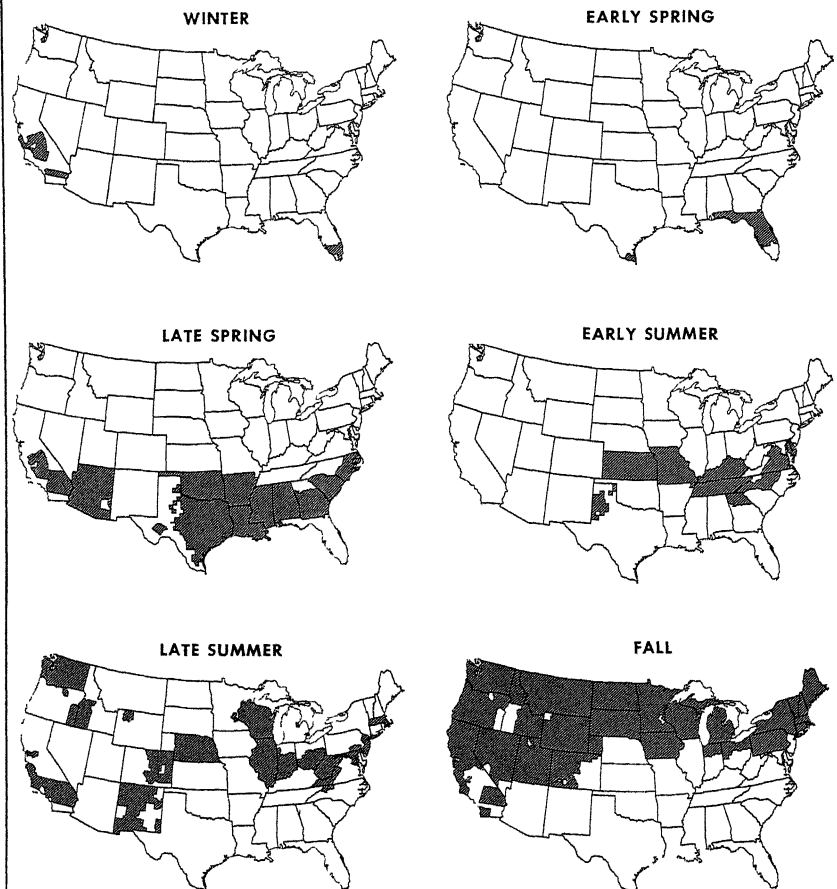 WINTER
EARLY SPRING
LATE SPRING
EARLY SUMMER
LATE SUMMER
FALL